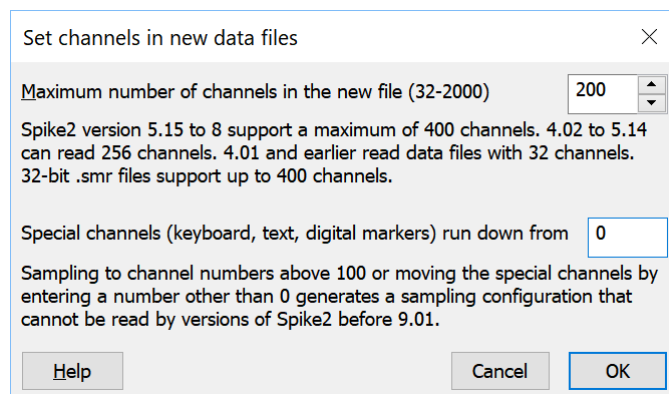 Set channels in new data files
Maximum number of channels in the new file (32-2000) 200
Spike2 version 5.15 to 8 support a maximum of 400 channels. 4.02 to 5.14
can read 256 channels. 4.01 and earlier read data files with 32 channels.
32-bit .smr files support up to 400 channels.
Special channels (keyboard, text, digital markers) run down from 0
Sampling to channel numbers above 100 or moving the special channels by
entering a number other than 0 generates a sampling configuration that
cannot be read by versions of Spike2 before 9.01.
Help Cancel OK